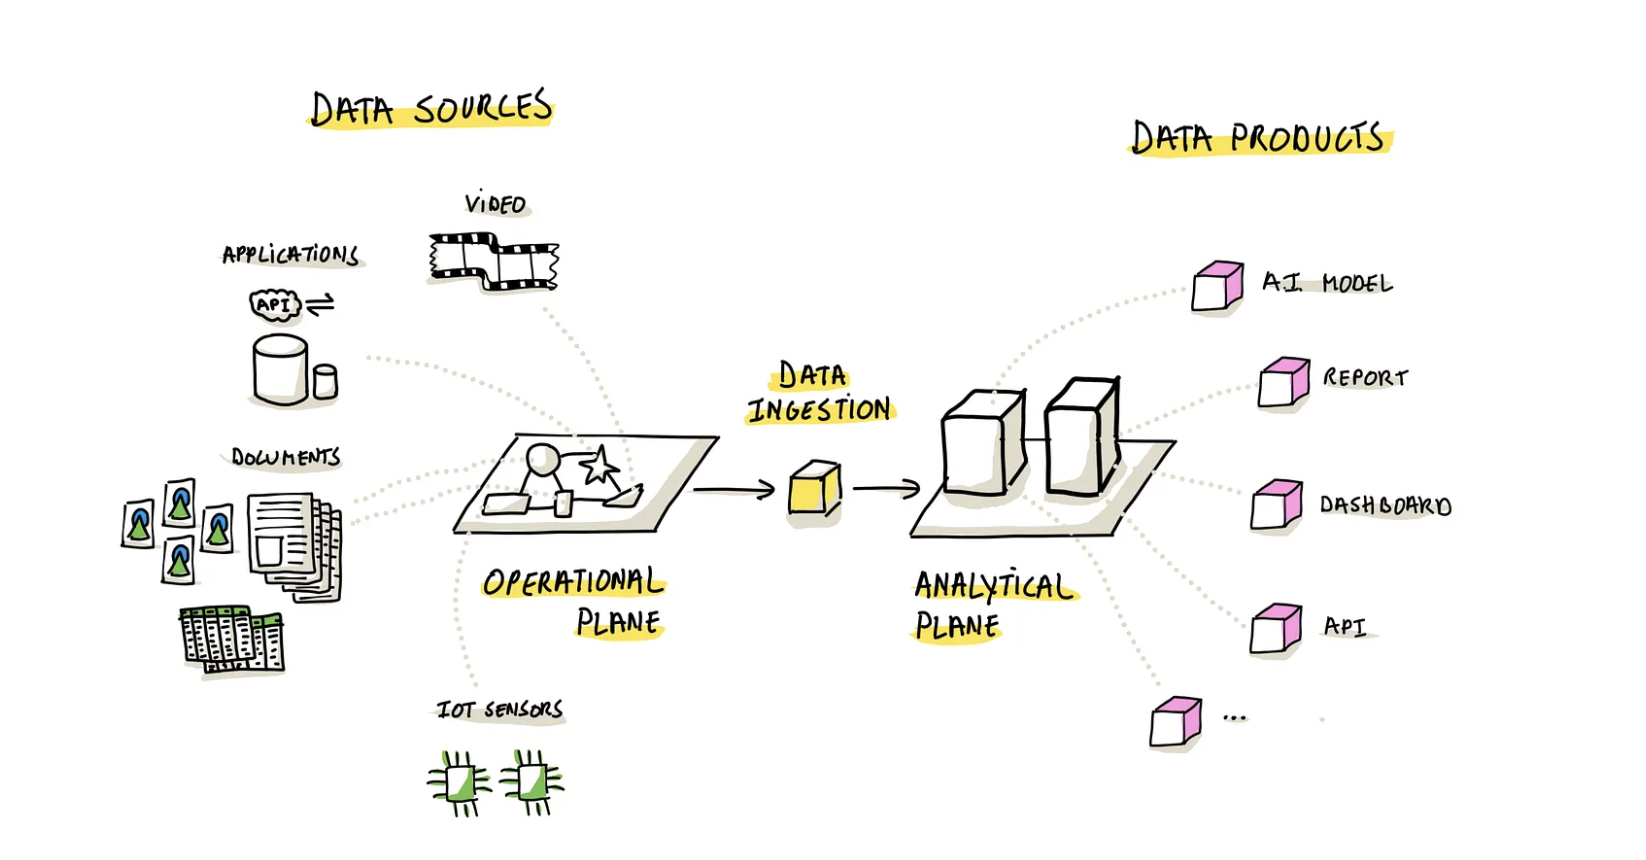 DATA SOURCES
DATA PRODUCTS
VIDEO
APPLICATIONS
API
DOCUMENTS
IOT SENSORS
OPERATIONAL
PLANE
DATA
INGESTION
ANALYTICAL
PLANE
A.I. MODEL
REPORT
DASHBOARD
API
...